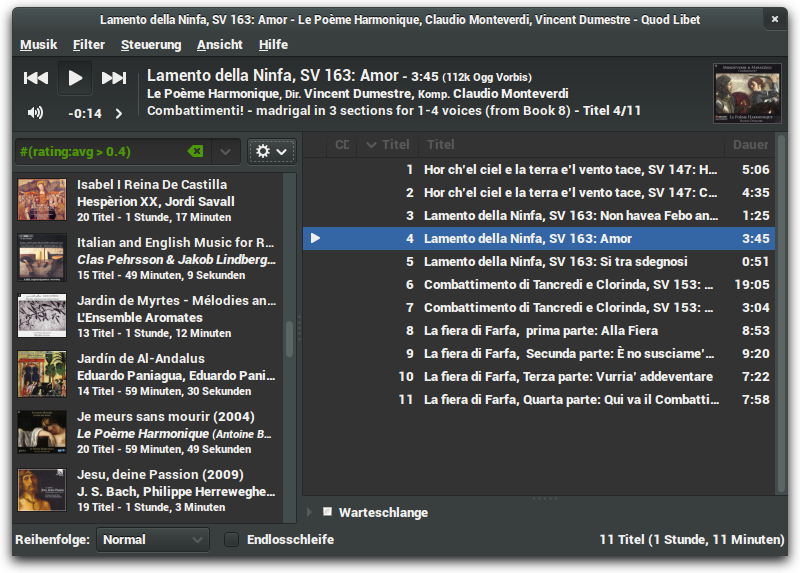 Lamento della Ninfa, SV 163: Amor - Le Poème Harmonique, Claudio Monteverdi, Vincent Dumestre - Quod Libet
Musik Filter Steuerung Ansicht Hilfe
Lamento della Ninfa, SV 163: Amor - 3:45 (112k Ogg Vorbis)
Le Poème Harmonique, Dir. Vincent Dumestre, Komp. Claudio Monteverdi
-0:14
Combattimenti! - madrigal in 3 sections for 1-4 voices (from Book 8) - Titel 4/11
#(rating:avg > 0.4)
Isabel I Reina De Castilla
Hespèrion XX, Jordi Savall
20 Titel - 1 Stunde, 17 Minuten
Italian and English Music for R...
Clas Pehrsson & Jakob Lindberg...
15 Titel - 49 Minuten, 9 Sekunden
Jardin de Myrtes - Mélodies an...
L'Ensemble Aromates
13 Titel - 1 Stunde, 12 Minuten
Jardín de Al-Andalus
Eduardo Paniagua, Eduardo Pani...
14 Titel - 59 Minuten, 30 Sekunden
Je meurs sans mourir (2004)
Le Poème Harmonique (Antoine B...
20 Titel - 59 Minuten, 49 Sekunden
Jesu, deine Passion (2009)
J. S. Bach, Philippe Herreweghe...
19 Titel - 1 Stunde, 3 Minuten
CD Titel Titel Dauer
1 Hor ch'el ciel e la terra e'l vento tace, SV 147: H... 5:06
2 Hor ch'el ciel e la terra e'l vento tace, SV 147: C... 4:35
3 Lamento della Ninfa, SV 163: Non havea Febo an... 1:25
4 Lamento della Ninfa, SV 163: Amor 3:45
5 Lamento della Ninfa, SV 163: Si tra sdegnosi 0:51
6 Combattimento di Tancredi e Clorinda, SV 153: ... 19:05
7 Combattimento di Tancredi e Clorinda, SV 153: ... 3:04
8 La fiera di Farfa, prima parte: Alla Fiera 8:53
9 La fiera di Farfa, Secunda parte: È no susciame'... 9:20
10 La fiera di Farfa, Terza parte: Vurria' addeventare 7:22
11 La fiera di Farfa, Quarta parte: Qui va il Combatti... 7:58
Warteschlange
Reihenfolge: Normal Endlosschleife 11 Titel (1 Stunde, 11 Minuten)